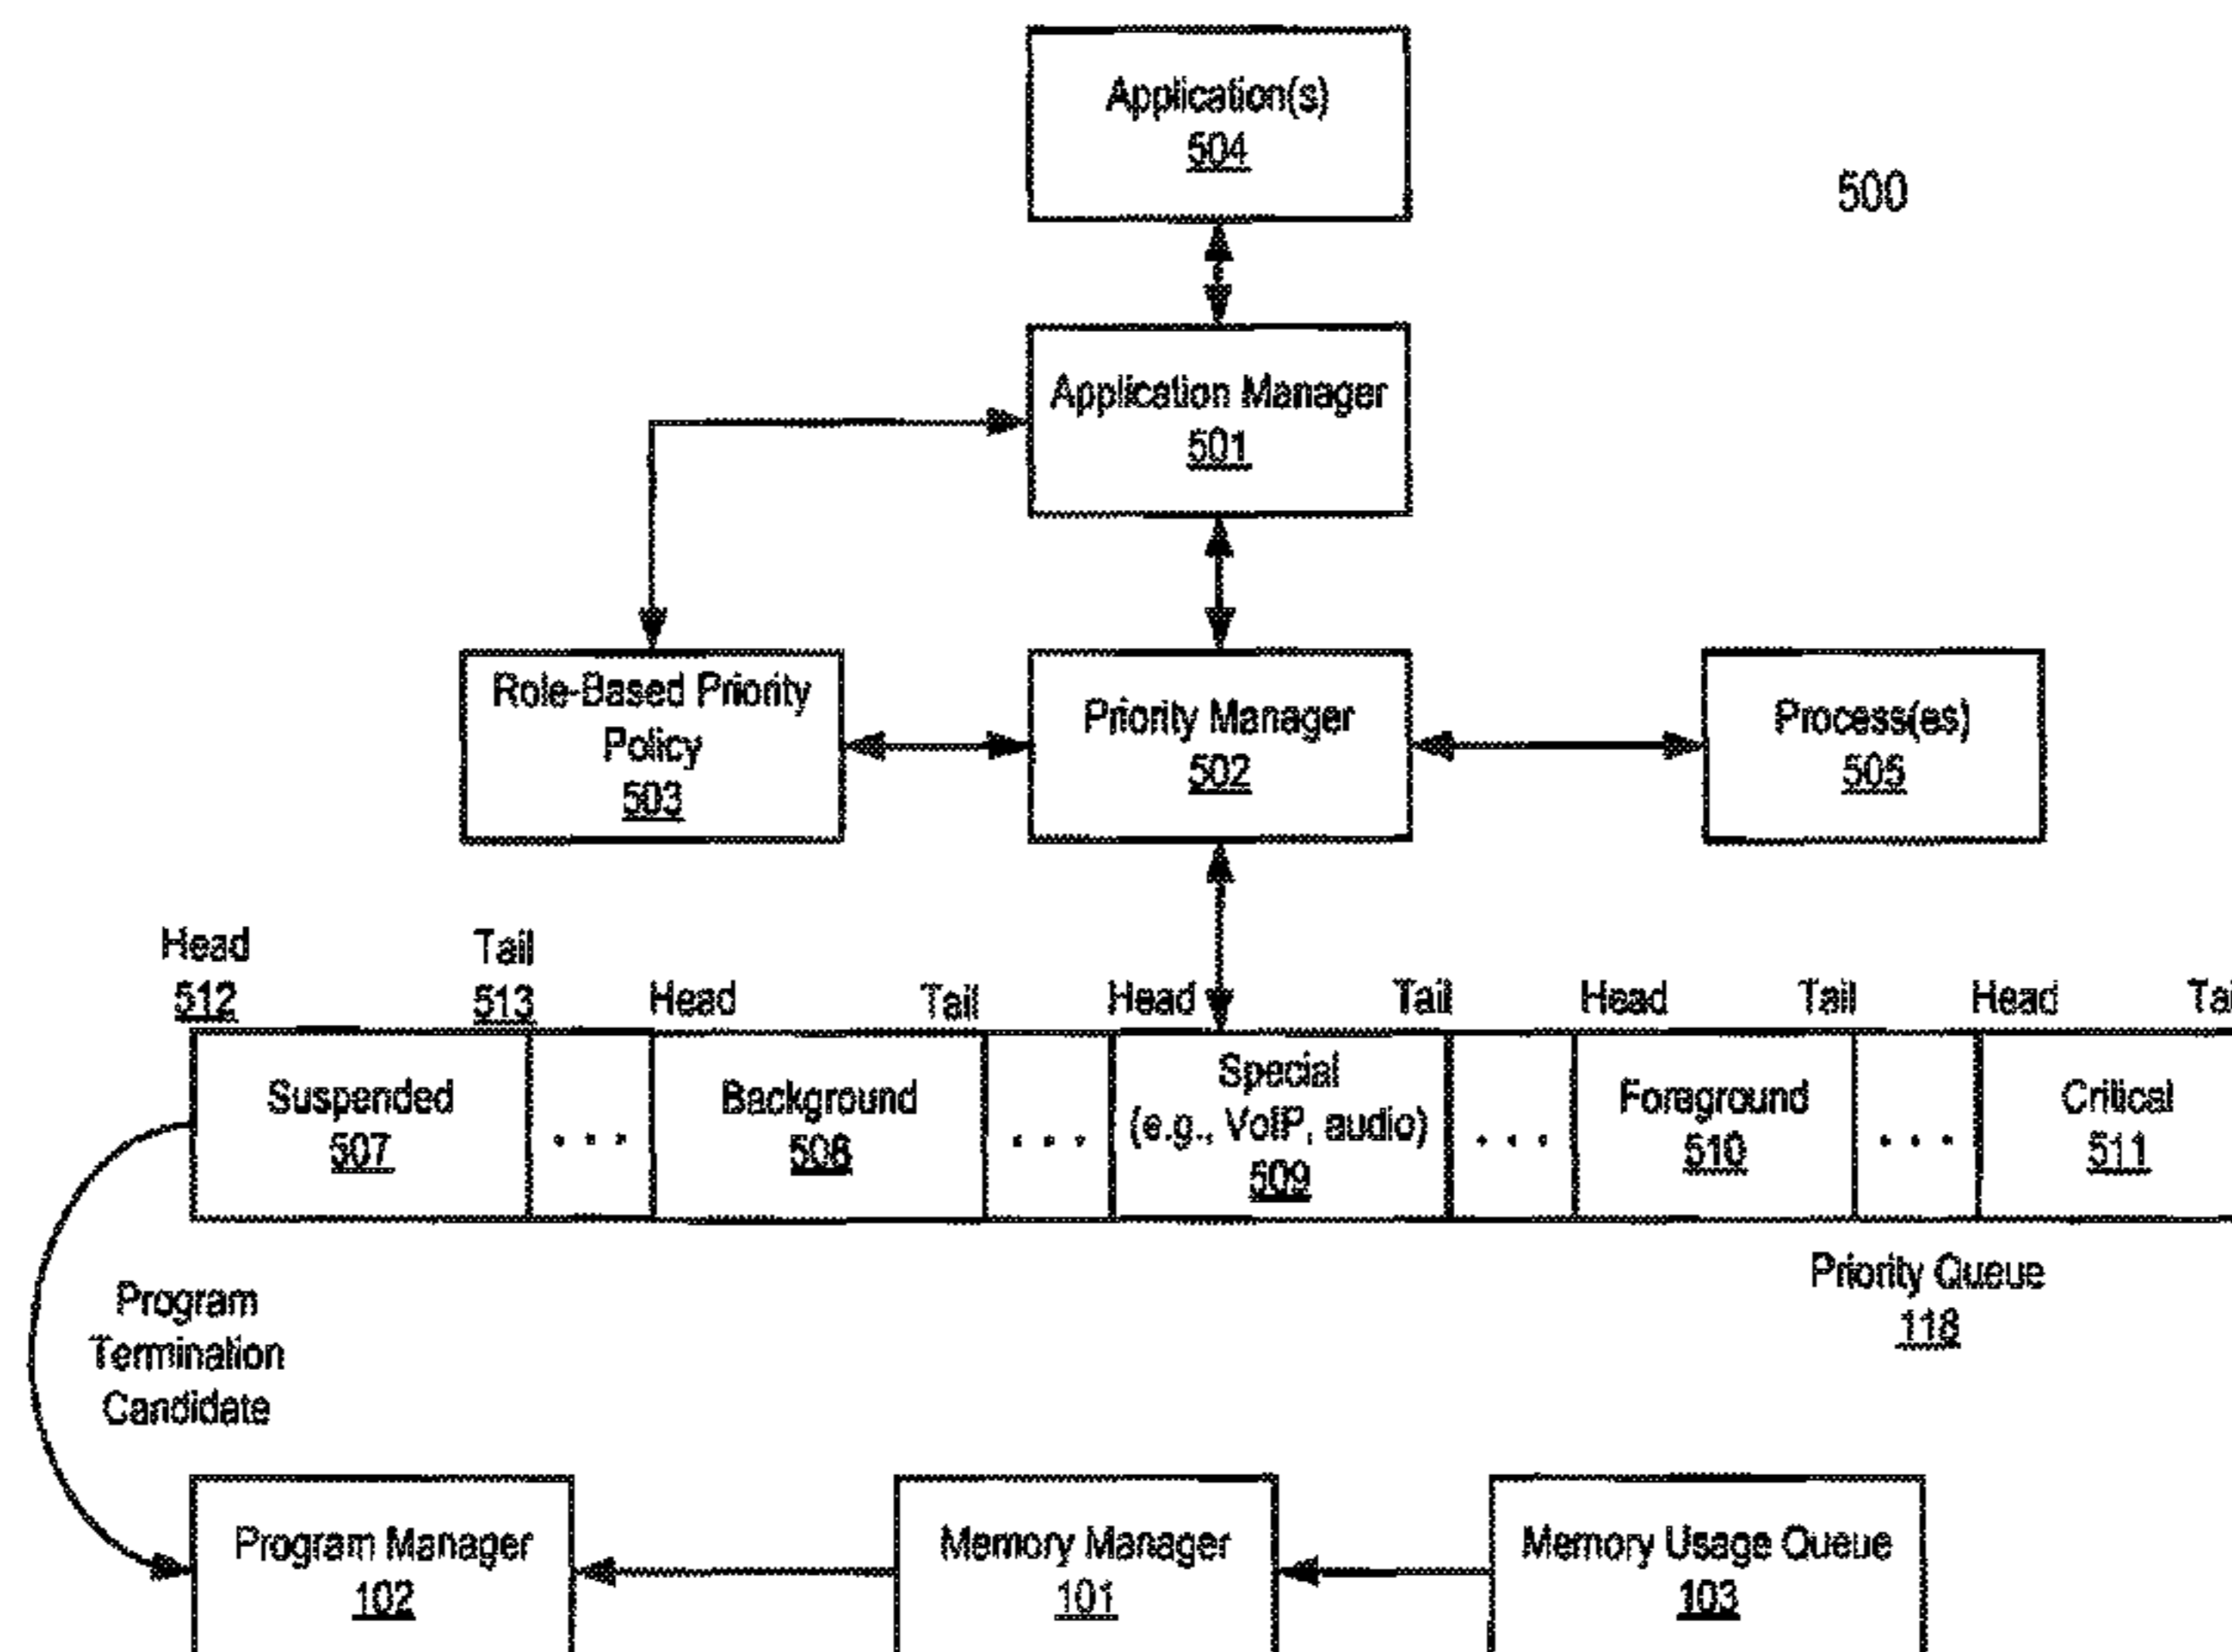 Application(s)
504
500
Application Manager
501
Role-Based Priority
Policy
503
Priority Manager
502
Process(es)
505
Head
512
Tail
513
Head
Tail
Head
Tail
Head
Tail
Head
Tail
Suspended
507
. . .
Background
508
. . .
Special
(e.g., VoIP, audio)
509
. . .
Foreground
510
. . .
Critical
511
Priority Queue
118
Program
Termination
Candidate
Program Manager
102
Memory Manager
101
Memory Usage Queue
103